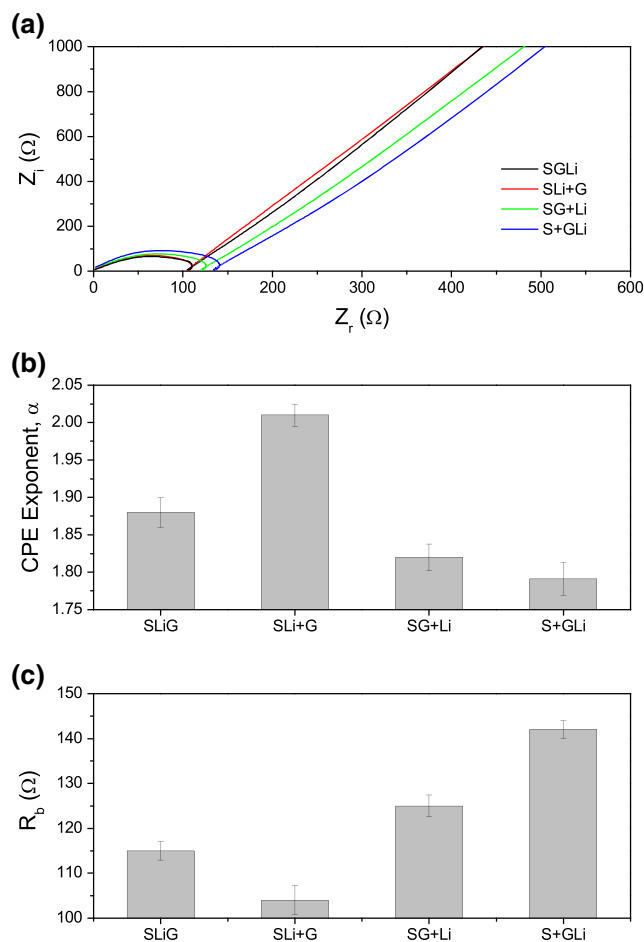 (a)
1000
800
600
400
200
0
Z_i (Ω)
0 100 200 300 400 500 600
Z_r (Ω)
SGLi
SLi+G
SG+Li
S+GLi
(b)
2.05
2.00
1.95
1.90
1.85
1.80
1.75
CPE Exponent, α
SLiG SLi+G SG+Li S+GLi
(c)
150
140
130
120
110
100
R_b (Ω)
SLiG SLi+G SG+Li S+GLi